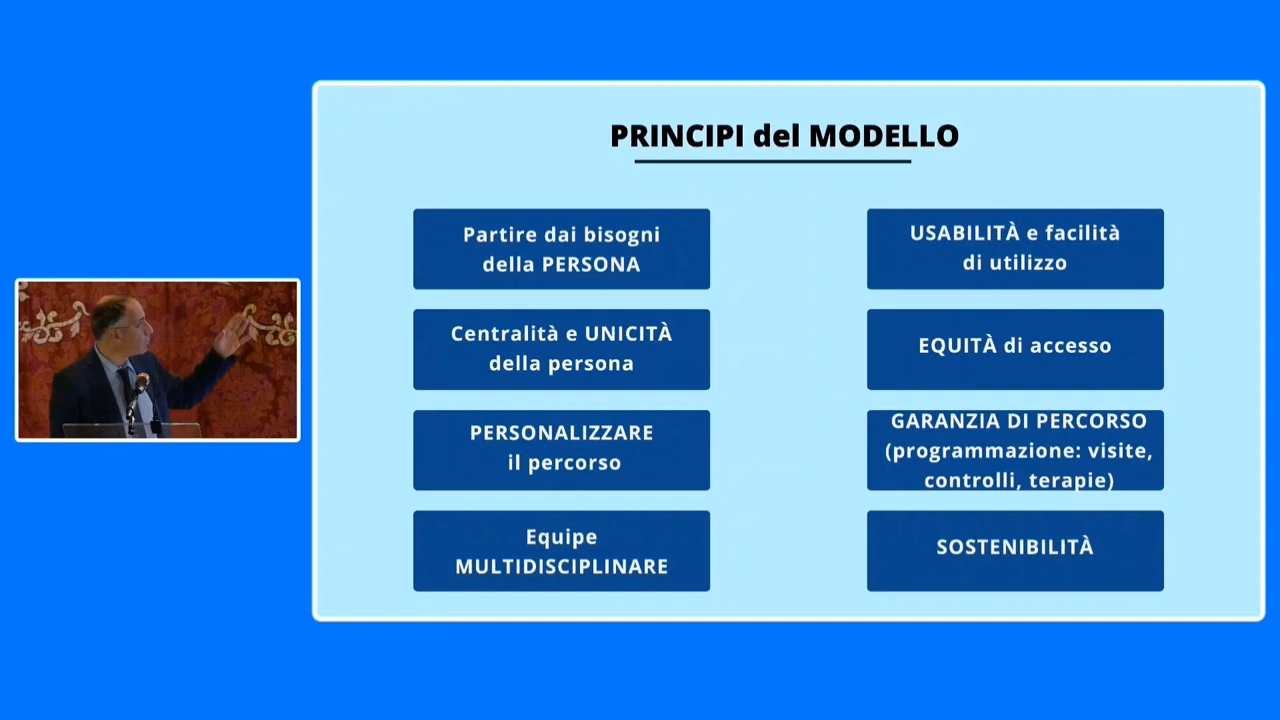 PRINCIPI del MODELLO
Partire dai bisogni
della PERSONA
Centralità e UNICITÀ
della persona
PERSONALIZZARE
il percorso
Equipe
MULTIDISCIPLINARE
USABILITÀ e facilità
di utilizzo
EQUITÀ di accesso
GARANZIA DI PERCORSO
(programmazione: visite,
controlli, terapie)
SOSTENIBILITÀ